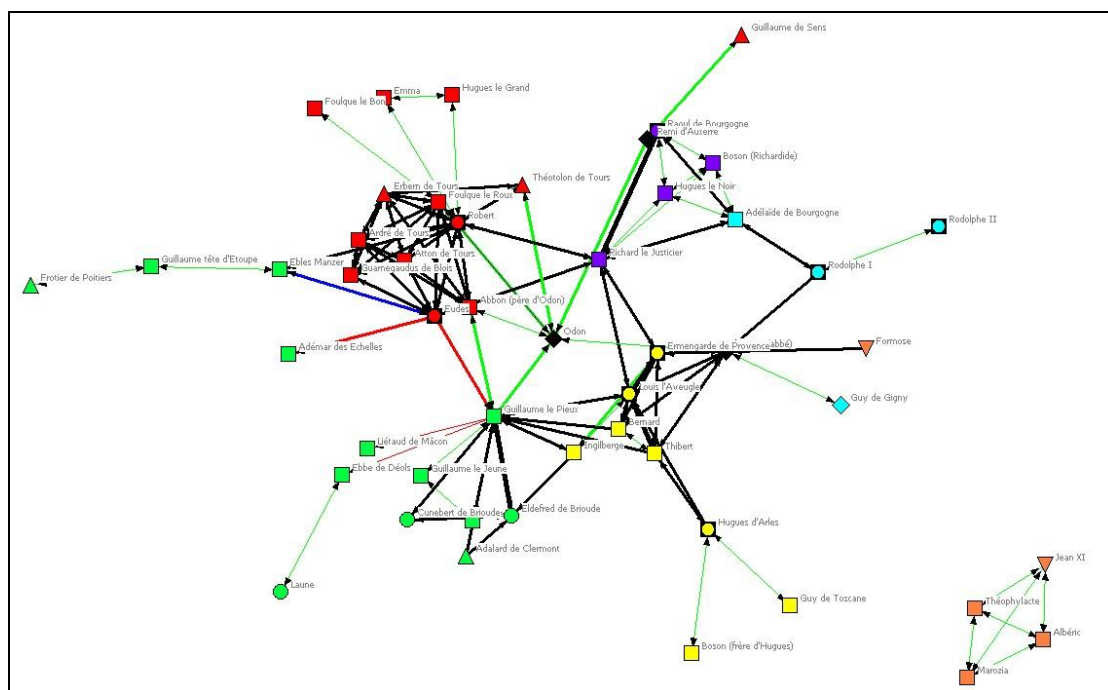 Guillaume de Sens
Emma
Hugues le Grand
Foulque le Bon
Raoul de Bourgogne
Remi d'Auxerre
Boson (Richardide)
Théotolon de Tours
Erbern de Tours
Hugues le Noir
Foulque le Roux
Adélaïde de Bourgogne
Robert
Rodolphe II
Ardré de Tours
Atton de Tours
Richard le Justicier
Guillaume tête d'Etoupe
Ebles Manzer
Guarnegaudus de Blois
Rodolphe I
Frotier de Poitiers
Abbon (père d'Odon)
Eudes
Odon
Ermengarde de Provence
abbé)
Formose
Adémar des Echelles
Louis l'Aveugle
Guy de Gigny
Guillaume le Pieux
Bernard
Liétaud de Mâcon
Ingilberge
Thibert
Ebbe de Déols
Guillaume le Jeune
Cunebert de Brioude
Eldefred de Brioude
Hugues d'Arles
Adalard de Clermont
Jean XI
Laune
Guy de Toscane
Théophylacte
Albéric
Boson (frère d'Hugues)
Marozia